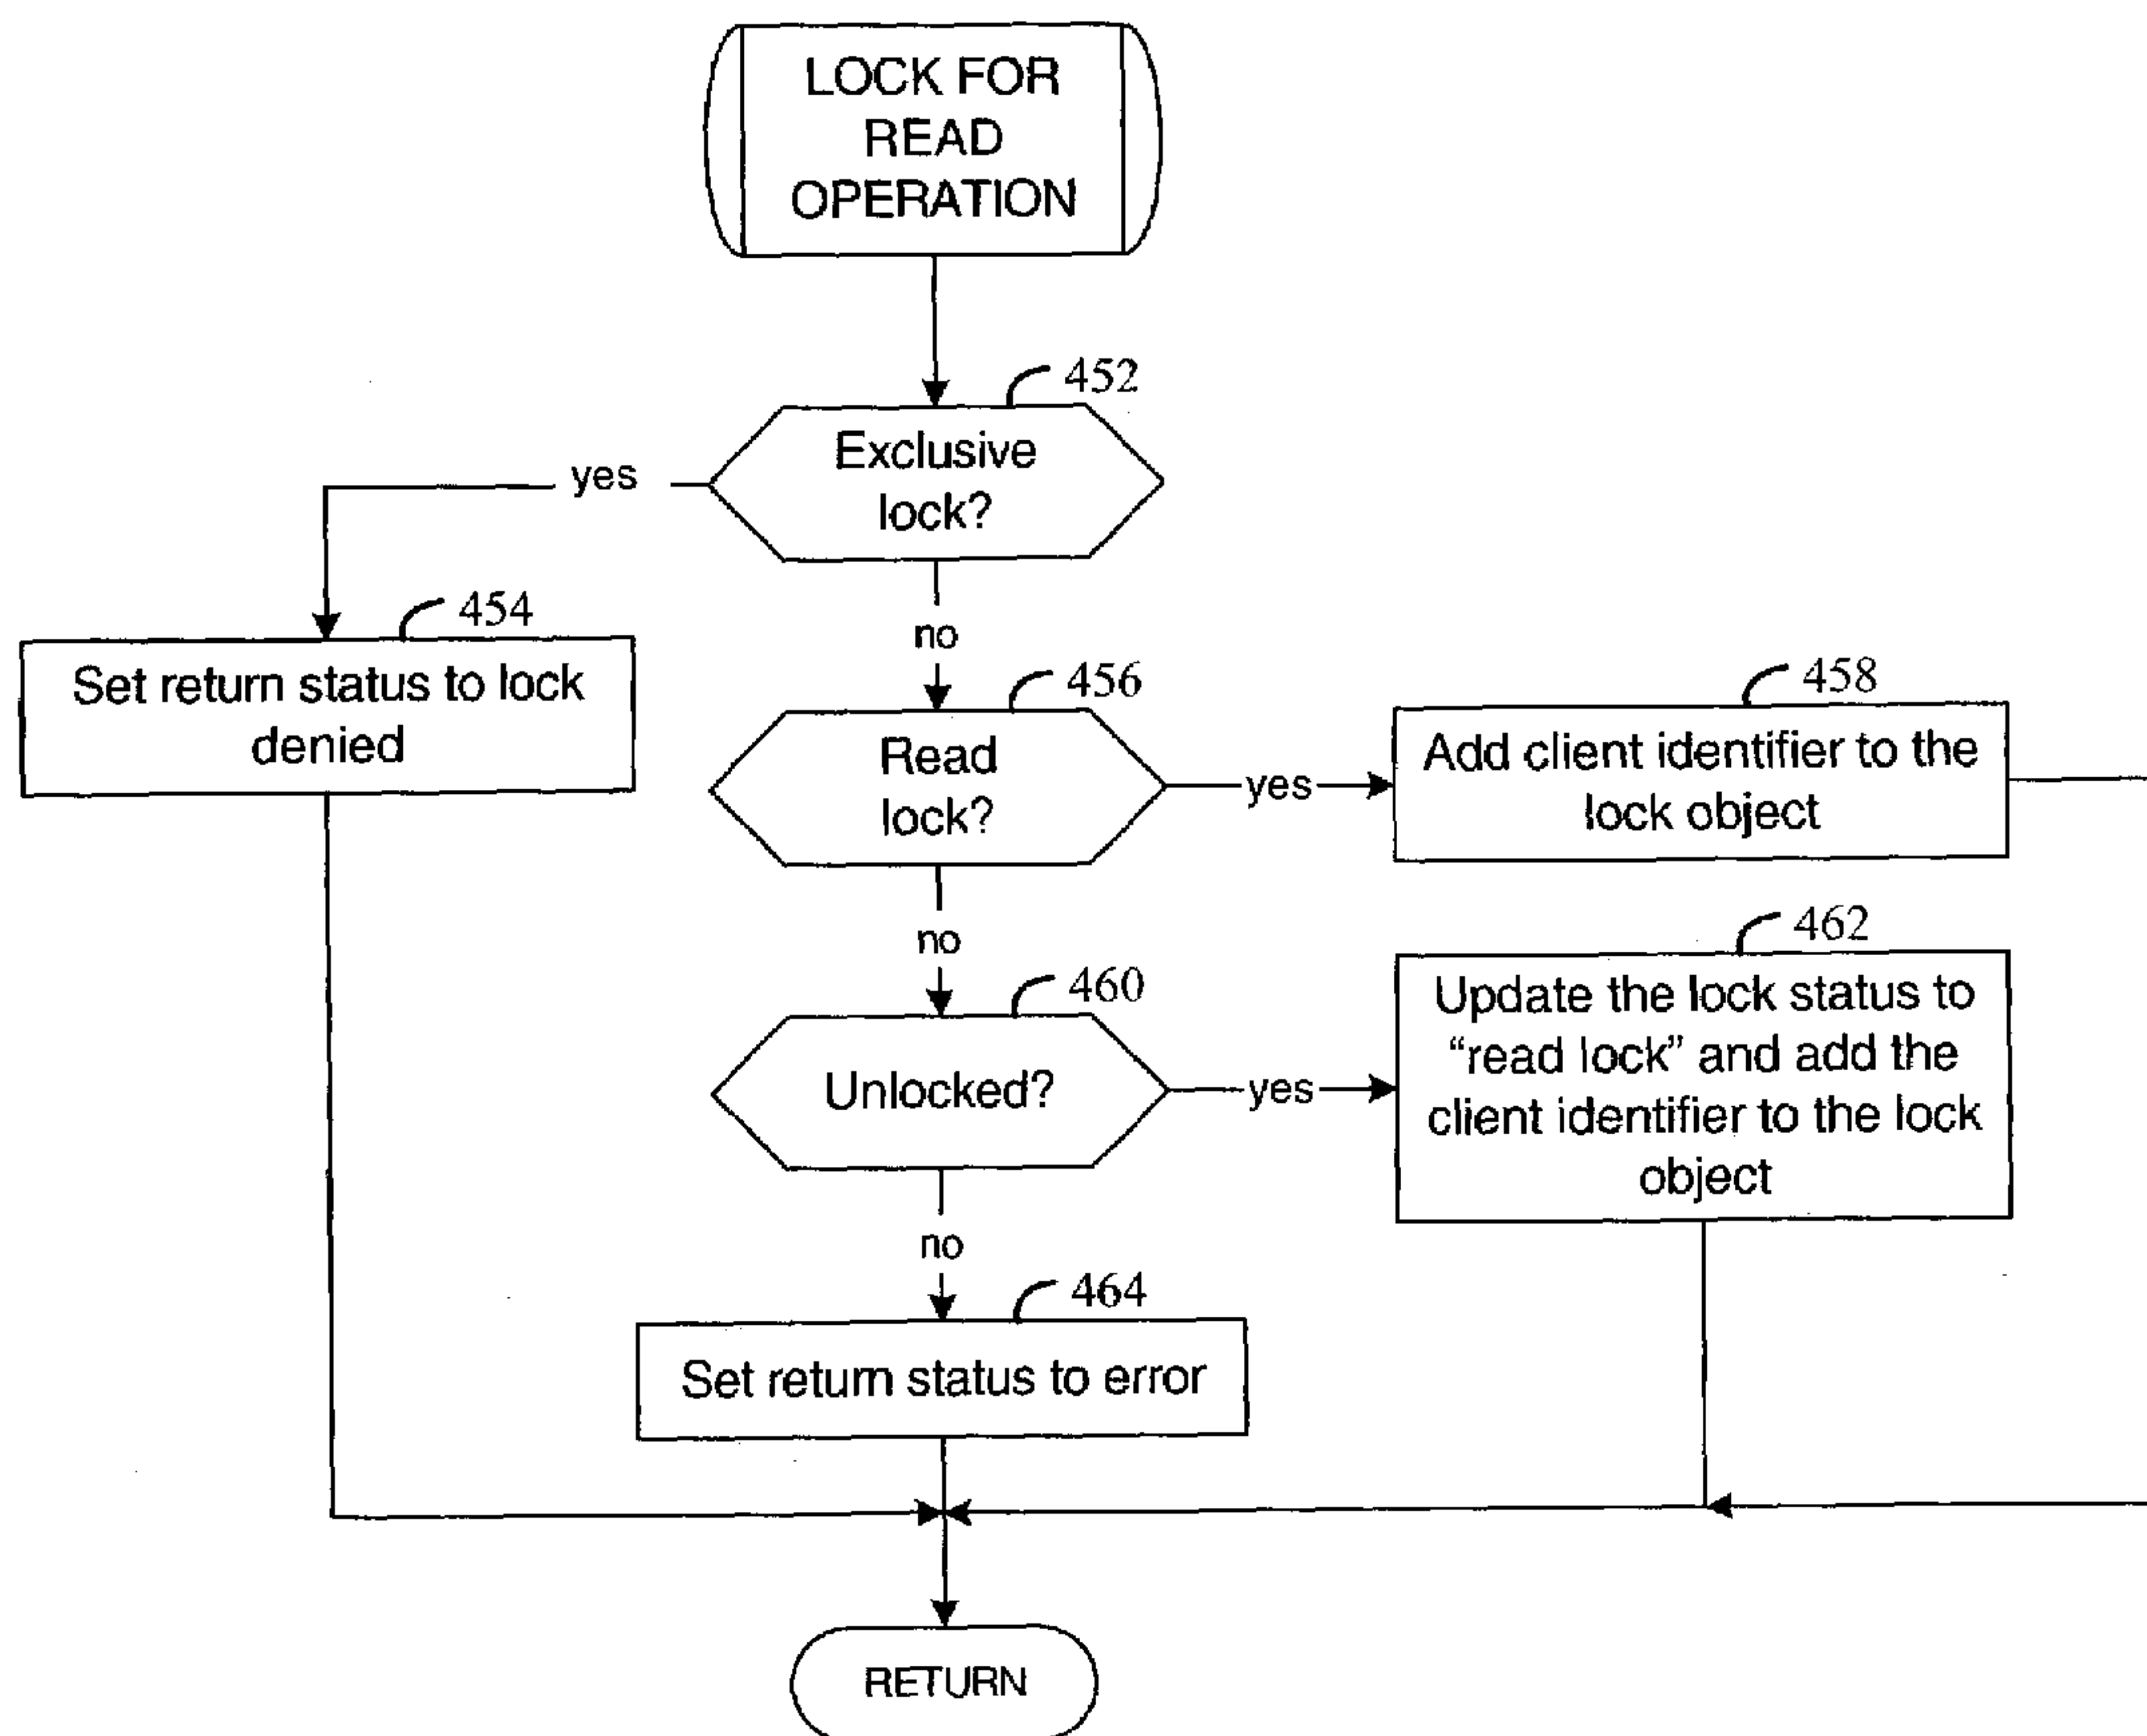 LOCK FOR
READ
OPERATION
452
Exclusive
lock?
yes
no
454
Set return status to lock
denied
456
Read
lock?
yes
458
Add client identifier to the
lock object
no
460
Unlocked?
yes
462
Update the lock status to
“read lock” and add the
client identifier to the lock
object
no
464
Set return status to error
RETURN